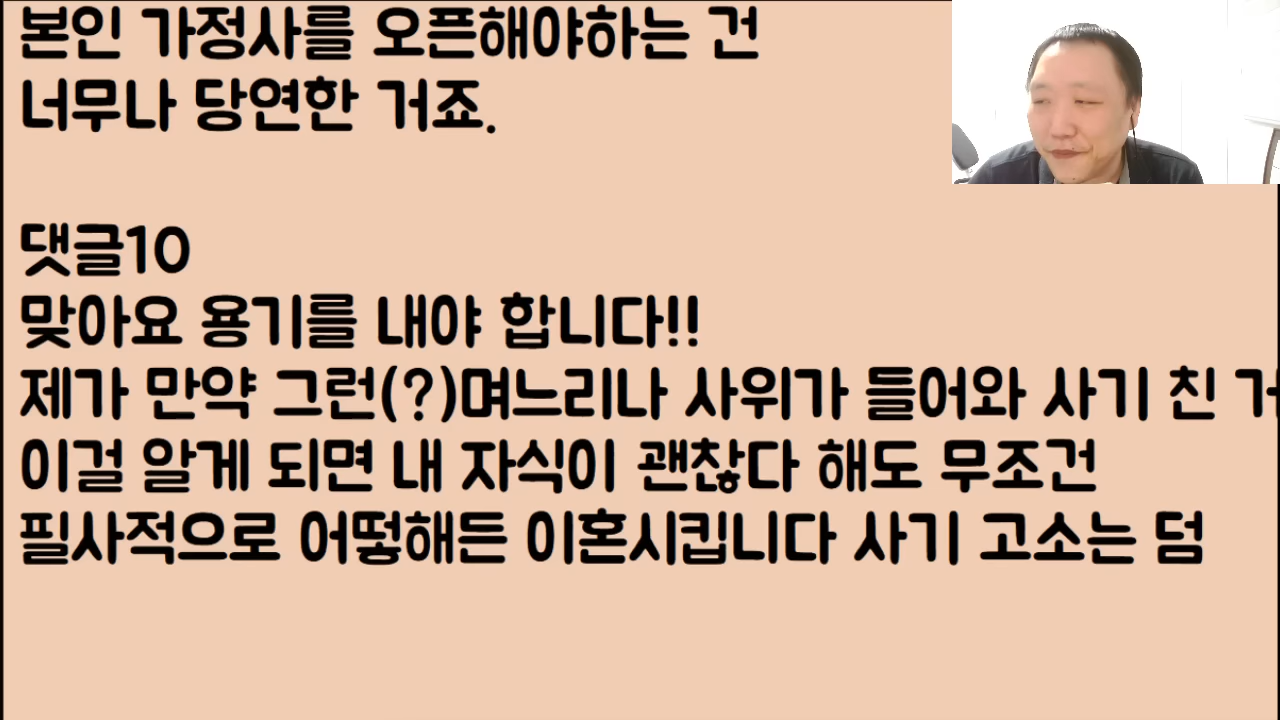 본인 가정사를 오픈해야하는 건
너무나 당연한 거죠.
댓글10
맞아요 용기를 내야 합니다!!
제가 만약 그런(?)며느리나 사위가 들어와 사기 친
이걸 알게 되면 내 자식이 괜찮다 해도 무조건
필사적으로 어떻해든 이혼시킵니다 사기 고소는 덤